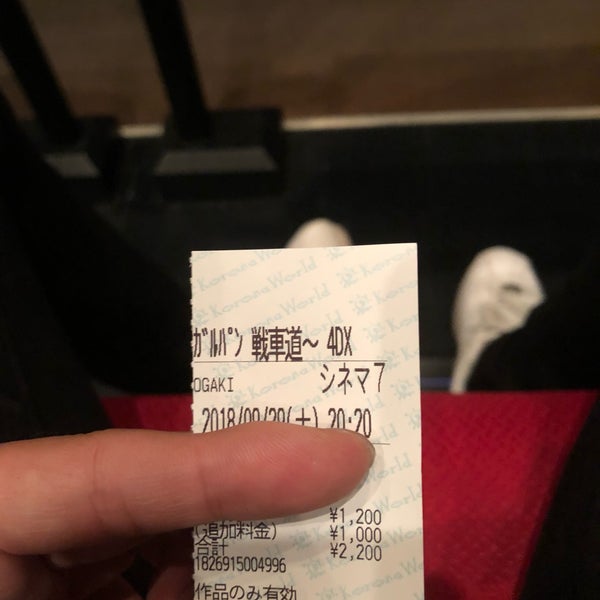 ｶﾞﾙﾊﾟﾝ 戦車道～ 4DX
OGAKI シネマ7
2018/09/29(土) 20:20
¥1,200
(追加料金) ¥1,000
合計 ¥2,200
1826915004996
作品のみ有効
KoronaWorld